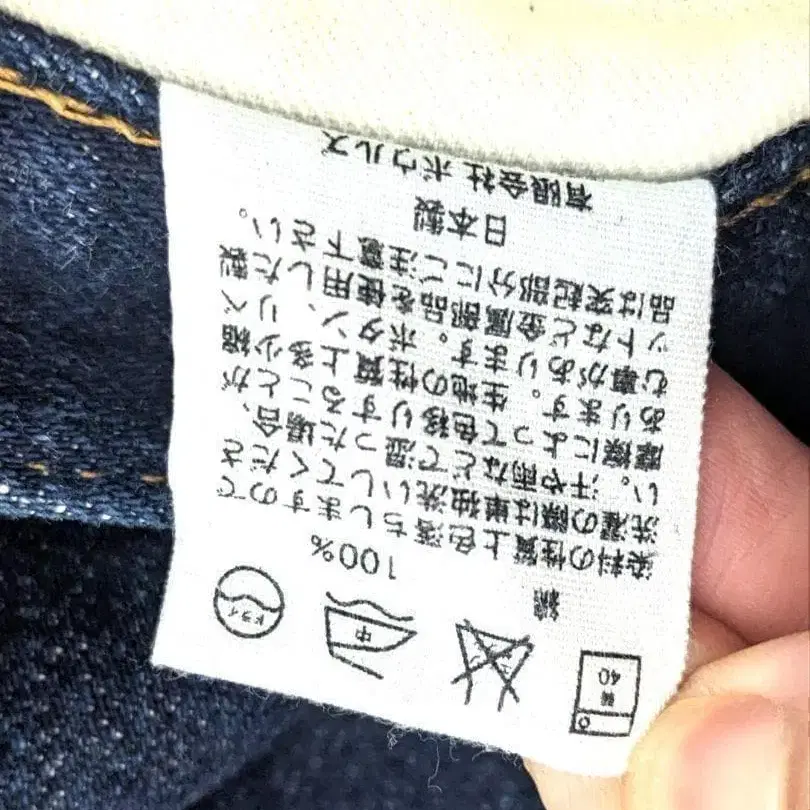 弱
40
中
ドライ
綿
100%
染料の性質上色落ちしますので
洗濯の際は単独洗いしてくださ
い。汗や雨などで湿った場合、
摩擦によって色移りすることが
あります。生地の性質上多少縮
む事があります。ボタン、リベ
ットなど金属部品を使用した製
品は突起部分にご注意下さい。
日本製
有限会社ボウルズ